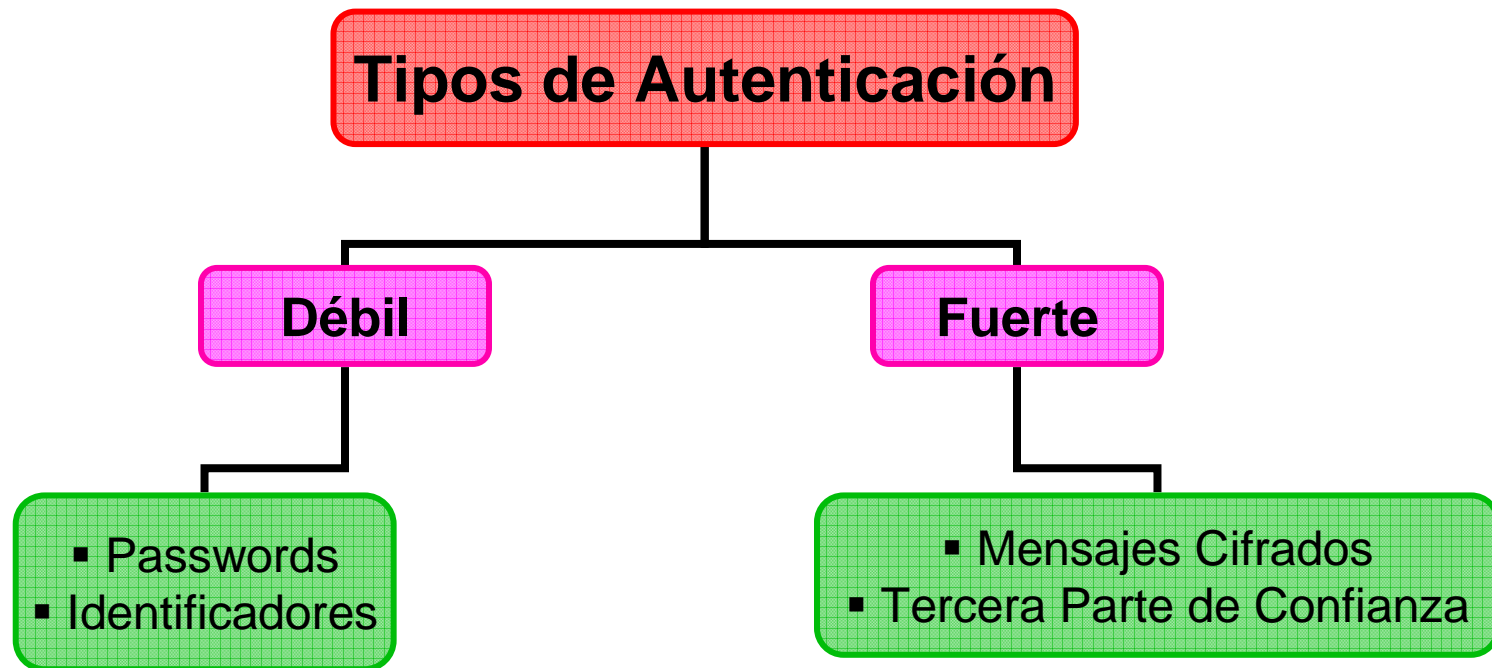 Tipos de Autenticación
Débil
Fuerte
▪ Passwords
▪ Identificadores
▪ Mensajes Cifrados
▪ Tercera Parte de Confianza